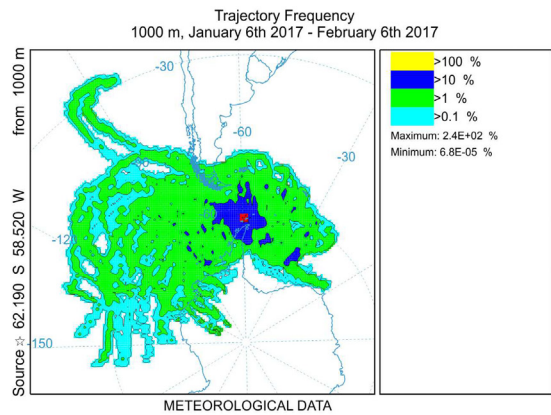 Trajectory Frequency
1000 m, January 6th 2017 - February 6th 2017
Source ☆ 62.190 S 58.520 W from 1000 m
-30
-60
-30
-12
-150
>100 %
>10 %
>1 %
>0.1 %
Maximum: 2.4E+02 %
Minimum: 6.8E-05 %
METEOROLOGICAL DATA